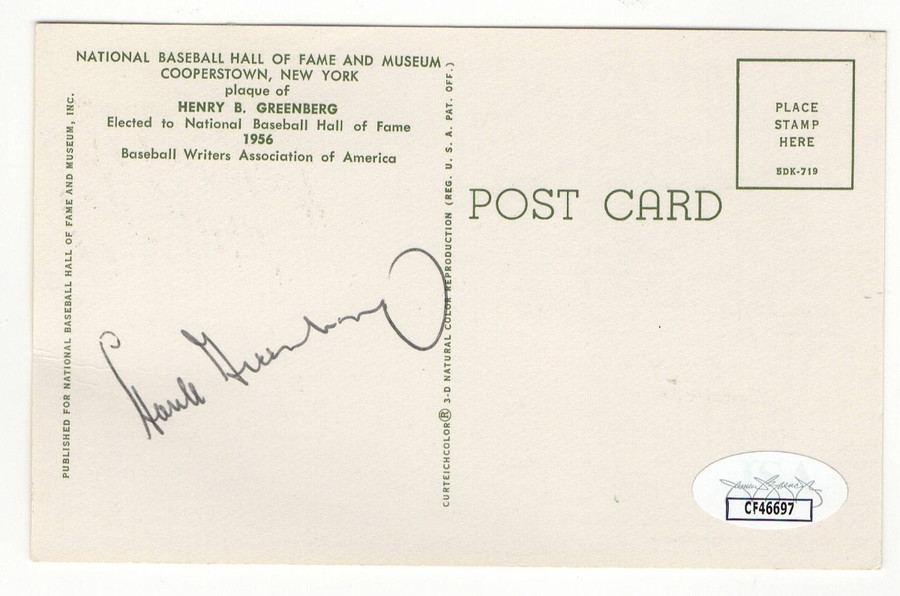 NATIONAL BASEBALL HALL OF FAME AND MUSEUM
COOPERSTOWN, NEW YORK
plaque of
HENRY B. GREENBERG
Elected to National Baseball Hall of Fame
1956
Baseball Writers Association of America
PUBLISHED FOR NATIONAL BASEBALL HALL OF FAME AND MUSEUM, INC.
Hank Greenberg
CURTEICHCOLOR® 3-D NATURAL COLOR REPRODUCTION (REG. U. S. A. PAT. OFF.)
POST CARD
PLACE
STAMP
HERE
5DK-719
JSA
CF46697